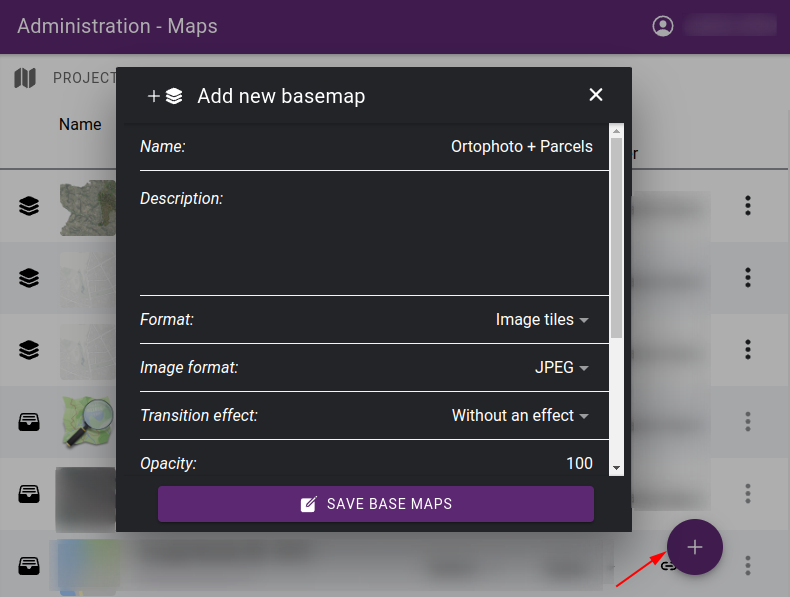 Administration - Maps
PROJECT
Add new basemap
Name
Name: Ortophoto + Parcels
r
Description:
Format: Image tiles
Image format: JPEG
Transition effect: Without an effect
Opacity: 100
SAVE BASE MAPS